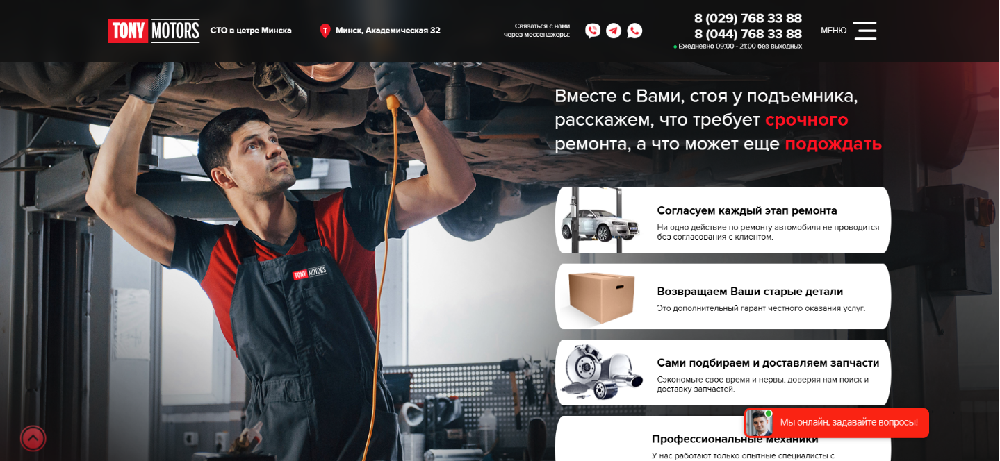 TONY MOTORS
СТО в цетре Минска
Т
Минск, Академическая 32
Связаться с нами
через мессенджеры:
8 (029) 768 33 88
8 (044) 768 33 88
Ежедневно 09:00 - 21:00 без выходных
МЕНЮ
Вместе с Вами, стоя у подъемника,
расскажем, что требует срочного
ремонта, а что может еще подождать
TONY MOTORS
Согласуем каждый этап ремонта
Ни одно действие по ремонту автомобиля не проводится
без согласования с клиентом.
Возвращаем Ваши старые детали
Это дополнительный гарант честного оказания услуг.
Сами подбираем и доставляем запчасти
Сэкономьте свое время и нервы, доверяя нам поиск и
доставку запчастей.
Мы онлайн, задавайте вопросы!
Профессиональные механики
У нас работают только опытные специалисты с